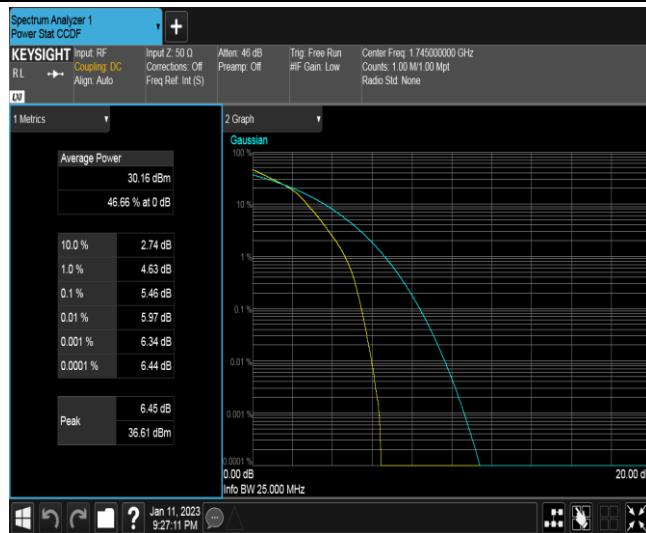 Spectrum Analyzer 1
Power Stat CCDF
+
KEYSIGHT
RL
Input: RF
Coupling: DC
Align: Auto
Input Z: 50 Ω
Corrections: Off
Freq Ref: Int (S)
Atten: 46 dB
Preamp: Off
Trig: Free Run
#IF Gain: Low
Center Freq: 1.745000000 GHz
Counts: 1.00 M/1.00 Mpt
Radio Std: None
1 Metrics
Average Power
30.16 dBm
46.66 % at 0 dB
10.0 % 2.74 dB
1.0 % 4.63 dB
0.1 % 5.46 dB
0.01 % 5.97 dB
0.001 % 6.34 dB
0.0001 % 6.44 dB
Peak
6.45 dB
36.61 dBm
2 Graph
Gaussian
100 %
10 %
1 %
0.1 %
0.01 %
0.001 %
0.0001 %
0.00 dB
20.00 d
Info BW 25.000 MHz
?
Jan 11, 2023
9:27:11 PM